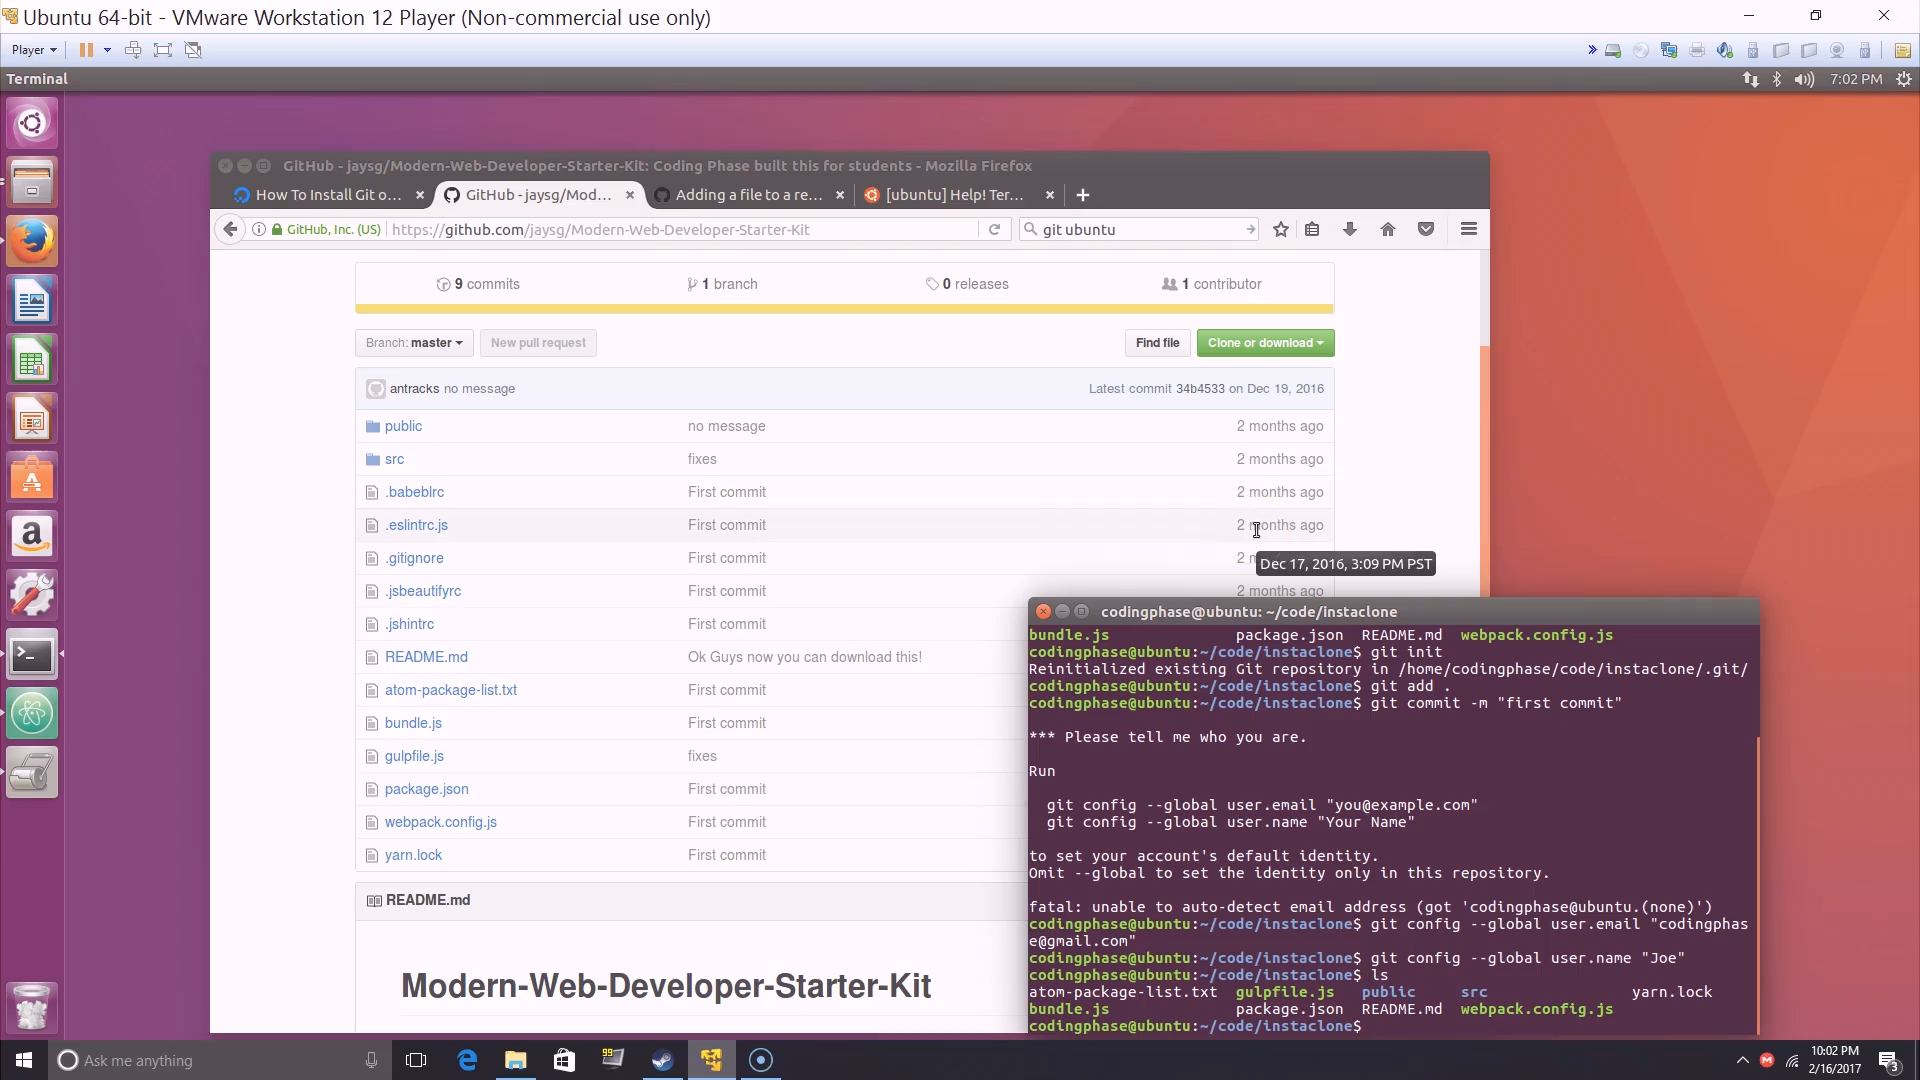 Ubuntu 64-bit - VMware Workstation 12 Player (Non-commercial use only)
Player
Terminal
7:02 PM
GitHub - jaysg/Modern-Web-Developer-Starter-Kit: Coding Phase built this for students - Mozilla Firefox
How To Install Git o...
GitHub - jaysg/Mod...
Adding a file to a re...
[ubuntu] Help! Ter...
GitHub, Inc. (US)
https://github.com/jaysg/Modern-Web-Developer-Starter-Kit
git ubuntu
9 commits
1 branch
0 releases
1 contributor
Branch: master
New pull request
Find file
Clone or download
antracks no message
Latest commit 34b4533 on Dec 19, 2016
public no message 2 months ago
src fixes 2 months ago
.babeblrc First commit 2 months ago
.eslintrc.js First commit 2 months ago
.gitignore First commit 2 m
Dec 17, 2016, 3:09 PM PST
.jsbeautifyrc First commit 2 months ago
.jshintrc First commit
README.md Ok Guys now you can download this!
atom-package-list.txt First commit
bundle.js First commit
gulpfile.js fixes
package.json First commit
webpack.config.js First commit
yarn.lock First commit
README.md
Modern-Web-Developer-Starter-Kit
codingphase@ubuntu: ~/code/instaclone
bundle.js package.json README.md webpack.config.js
codingphase@ubuntu:~/code/instaclone$ git init
Reinitialized existing Git repository in /home/codingphase/code/instaclone/.git/
codingphase@ubuntu:~/code/instaclone$ git add .
codingphase@ubuntu:~/code/instaclone$ git commit -m "first commit"
*** Please tell me who you are.
Run
git config --global user.email "you@example.com"
git config --global user.name "Your Name"
to set your account's default identity.
Omit --global to set the identity only in this repository.
fatal: unable to auto-detect email address (got 'codingphase@ubuntu.(none)')
codingphase@ubuntu:~/code/instaclone$ git config --global user.email "codingphas
e@gmail.com"
codingphase@ubuntu:~/code/instaclone$ git config --global user.name "Joe"
codingphase@ubuntu:~/code/instaclone$ ls
atom-package-list.txt gulpfile.js public src yarn.lock
bundle.js package.json README.md webpack.config.js
codingphase@ubuntu:~/code/instaclone$
Ask me anything
99
10:02 PM
2/16/2017
3